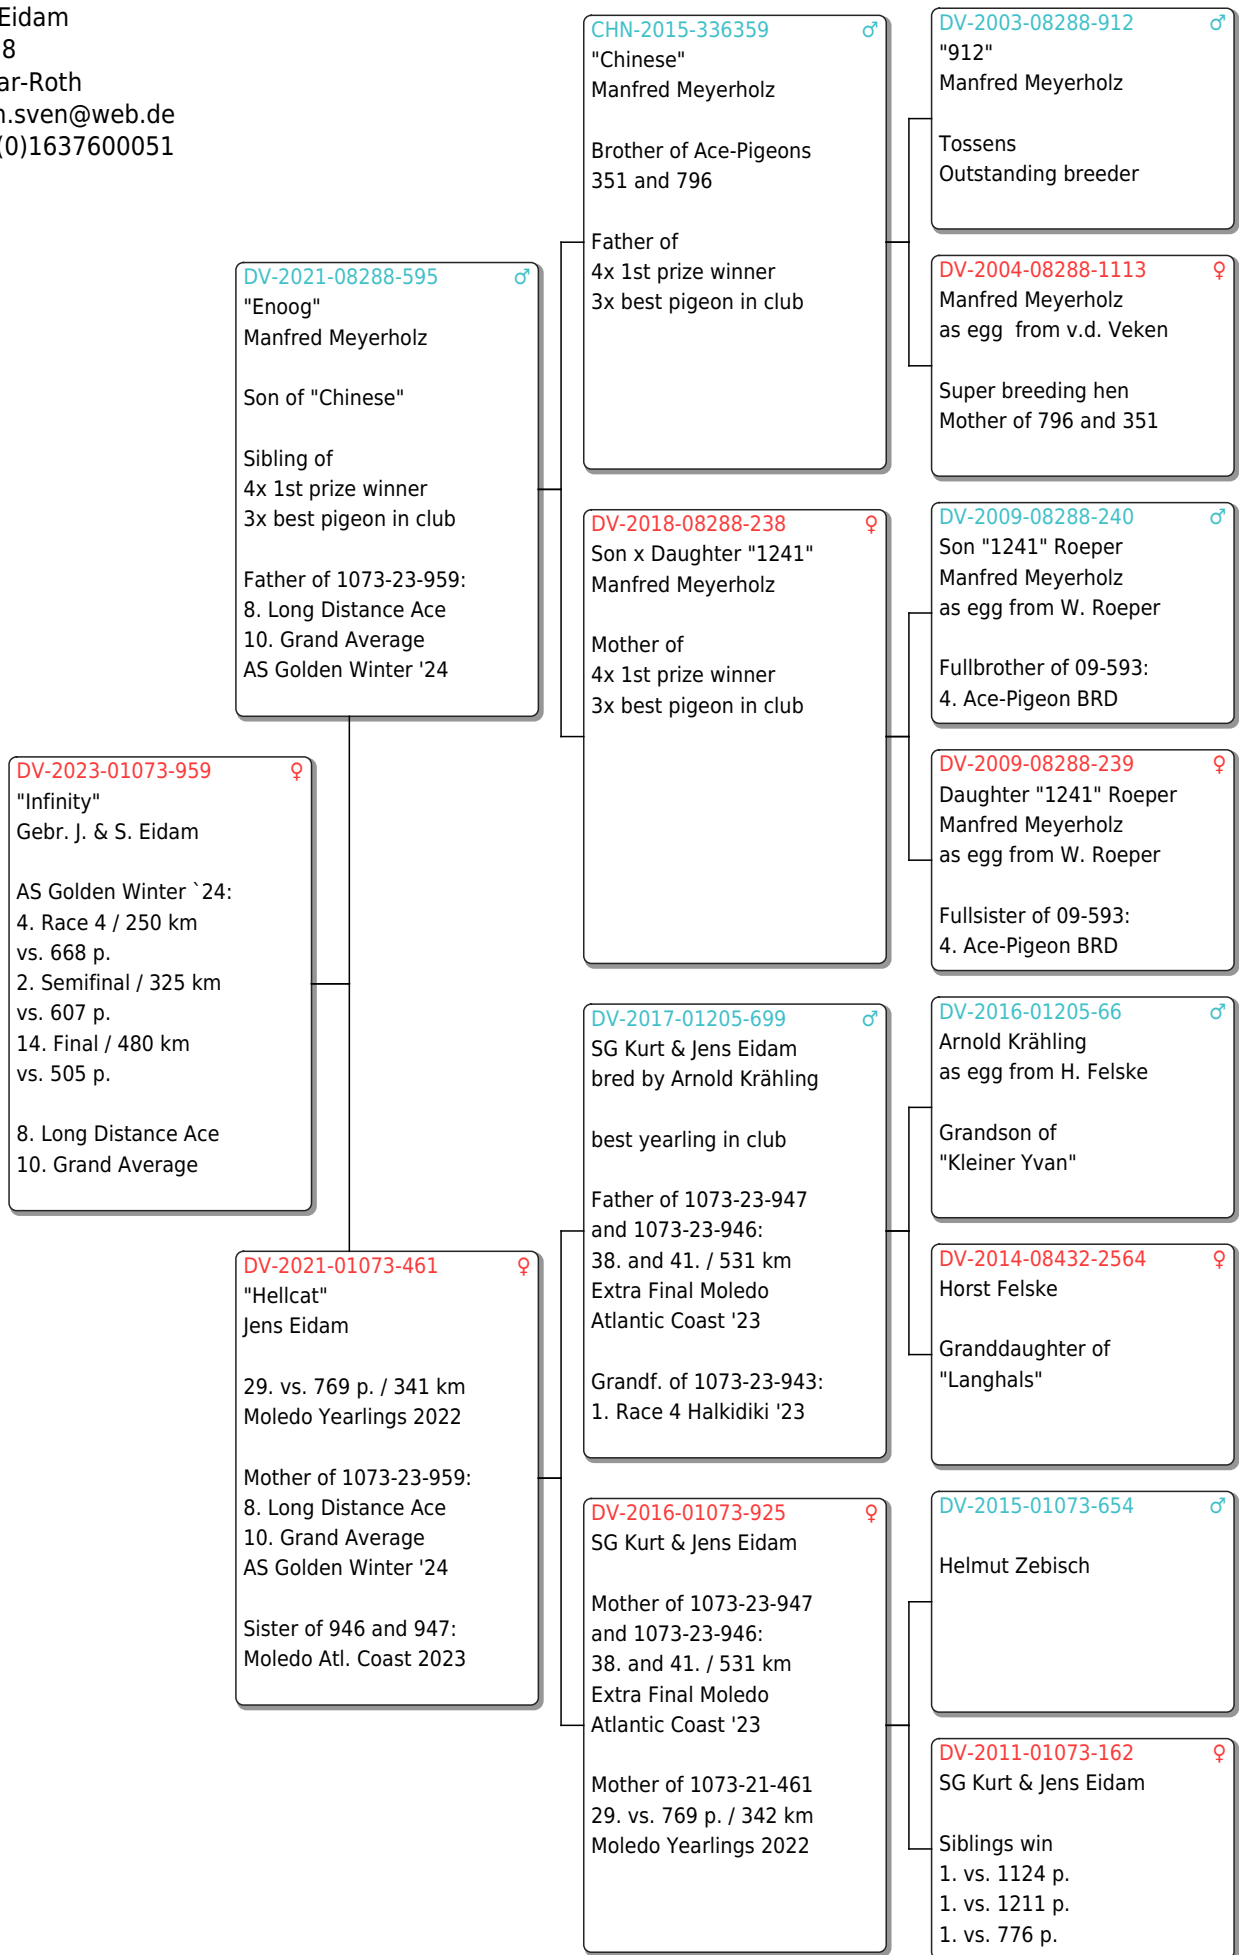 Eidam
8
ar-Roth
n.sven@web.de
(0)1637600051
DV-2023-01073-959 ♀
"Infinity"
Gebr. J. & S. Eidam
AS Golden Winter `24:
4. Race 4 / 250 km
vs. 668 p.
2. Semifinal / 325 km
vs. 607 p.
14. Final / 480 km
vs. 505 p.
8. Long Distance Ace
10. Grand Average
DV-2021-08288-595 ♂
"Enoog"
Manfred Meyerholz
Son of "Chinese"
Sibling of
4x 1st prize winner
3x best pigeon in club
Father of 1073-23-959:
8. Long Distance Ace
10. Grand Average
AS Golden Winter '24
DV-2021-01073-461 ♀
"Hellcat"
Jens Eidam
29. vs. 769 p. / 341 km
Moledo Yearlings 2022
Mother of 1073-23-959:
8. Long Distance Ace
10. Grand Average
AS Golden Winter '24
Sister of 946 and 947:
Moledo Atl. Coast 2023
CHN-2015-336359 ♂
"Chinese"
Manfred Meyerholz
Brother of Ace-Pigeons
351 and 796
Father of
4x 1st prize winner
3x best pigeon in club
DV-2018-08288-238 ♀
Son x Daughter "1241"
Manfred Meyerholz
Mother of
4x 1st prize winner
3x best pigeon in club
DV-2017-01205-699 ♂
SG Kurt & Jens Eidam
bred by Arnold Krähling
best yearling in club
Father of 1073-23-947
and 1073-23-946:
38. and 41. / 531 km
Extra Final Moledo
Atlantic Coast '23
Grandf. of 1073-23-943:
1. Race 4 Halkidiki '23
DV-2016-01073-925 ♀
SG Kurt & Jens Eidam
Mother of 1073-23-947
and 1073-23-946:
38. and 41. / 531 km
Extra Final Moledo
Atlantic Coast '23
Mother of 1073-21-461
29. vs. 769 p. / 342 km
Moledo Yearlings 2022
DV-2003-08288-912 ♂
"912"
Manfred Meyerholz
Tossens
Outstanding breeder
DV-2004-08288-1113 ♀
Manfred Meyerholz
as egg  from v.d. Veken
Super breeding hen
Mother of 796 and 351
DV-2009-08288-240 ♂
Son "1241" Roeper
Manfred Meyerholz
as egg from W. Roeper
Fullbrother of 09-593:
4. Ace-Pigeon BRD
DV-2009-08288-239 ♀
Daughter "1241" Roeper
Manfred Meyerholz
as egg from W. Roeper
Fullsister of 09-593:
4. Ace-Pigeon BRD
DV-2016-01205-66 ♂
Arnold Krähling
as egg from H. Felske
Grandson of
"Kleiner Yvan"
DV-2014-08432-2564 ♀
Horst Felske
Granddaughter of
"Langhals"
DV-2015-01073-654 ♂
Helmut Zebisch
DV-2011-01073-162 ♀
SG Kurt & Jens Eidam
Siblings win
1. vs. 1124 p.
1. vs. 1211 p.
1. vs. 776 p.